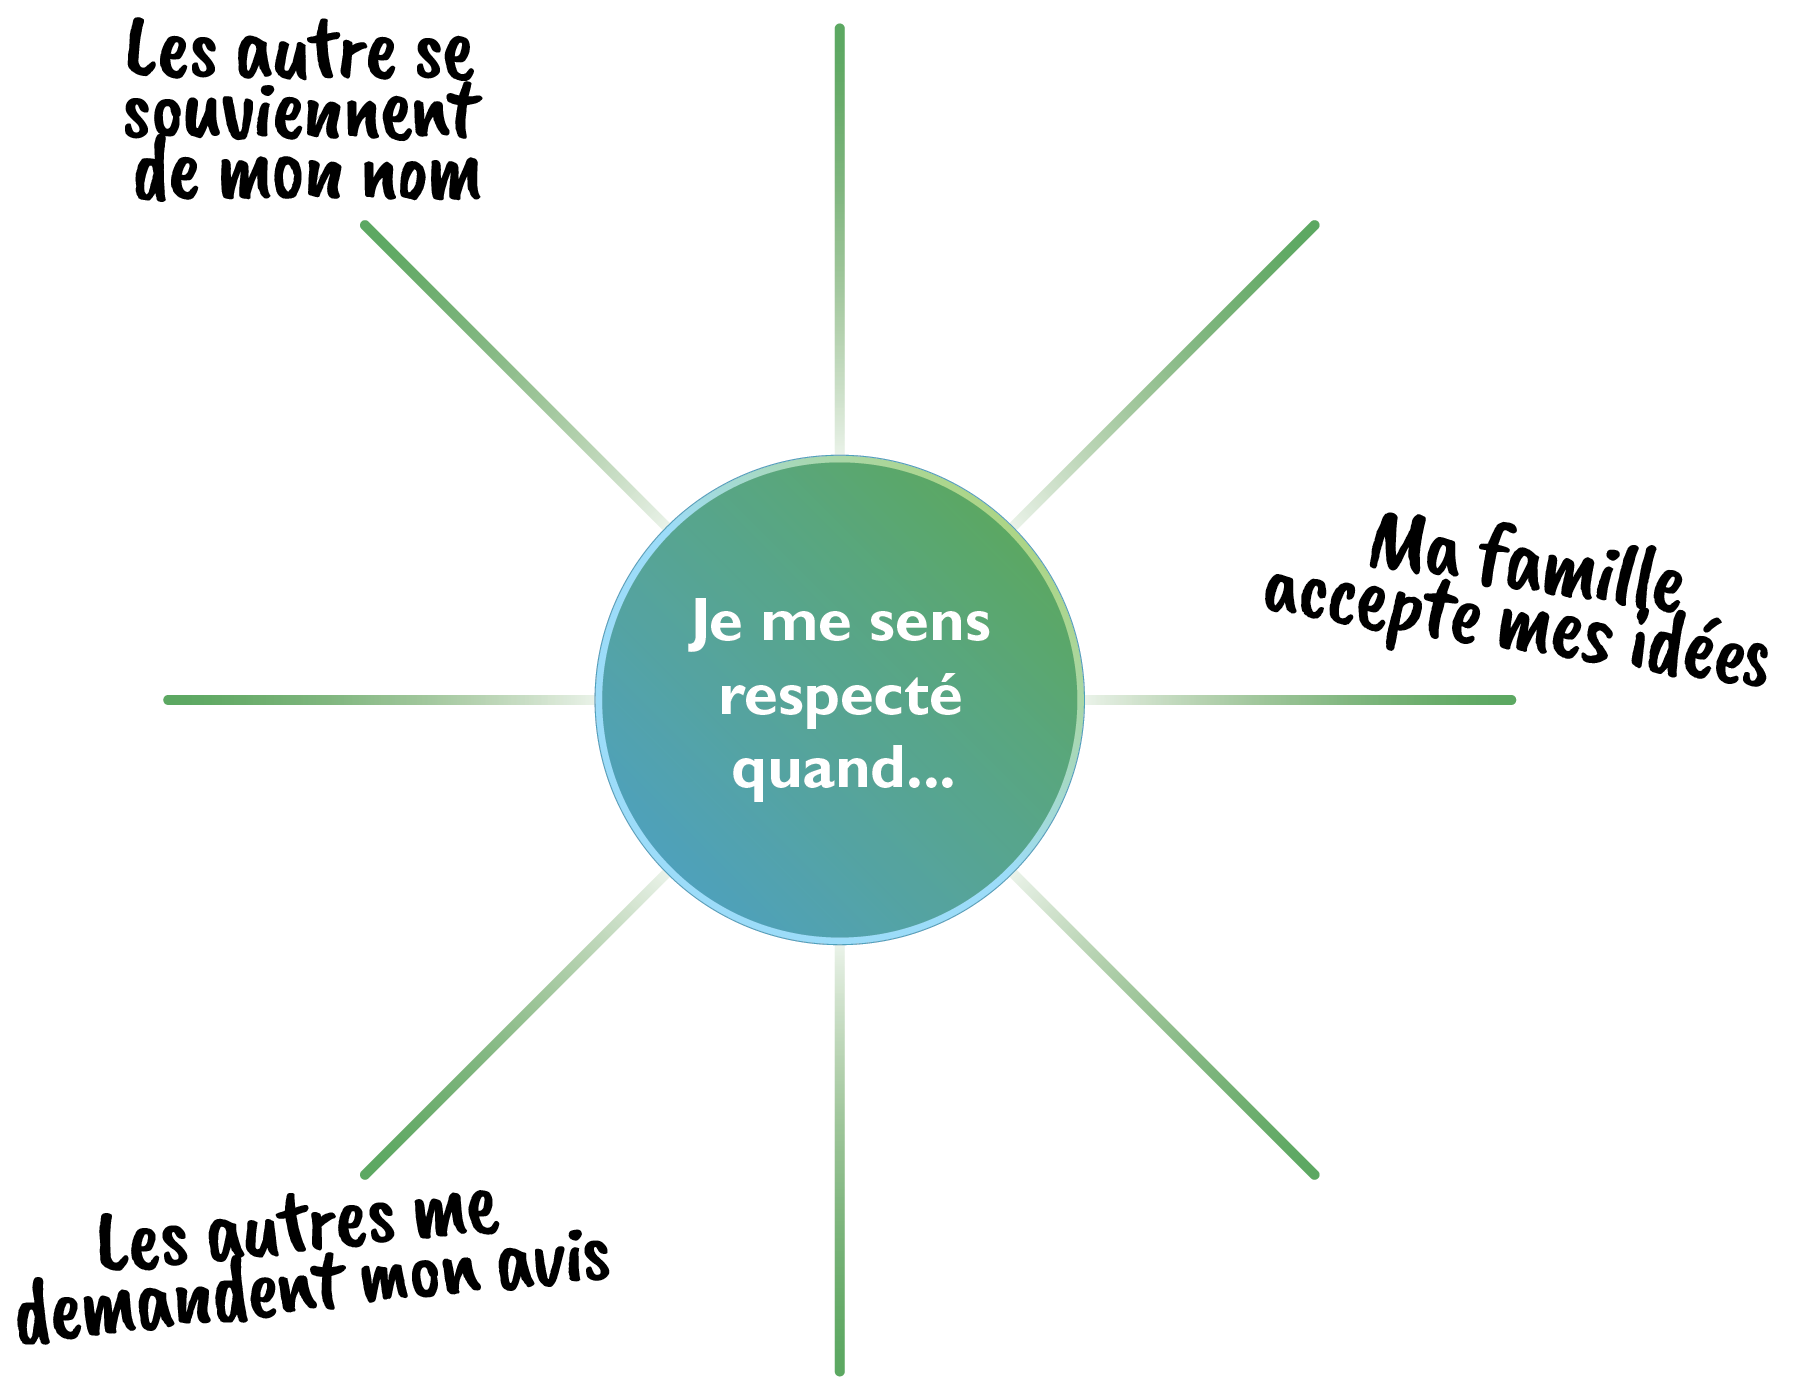 Les autre se
souviennent
de mon nom
Ma famille
accepte mes idées
Je me sens
respecté
quand...
Les autres me
demandent mon avis